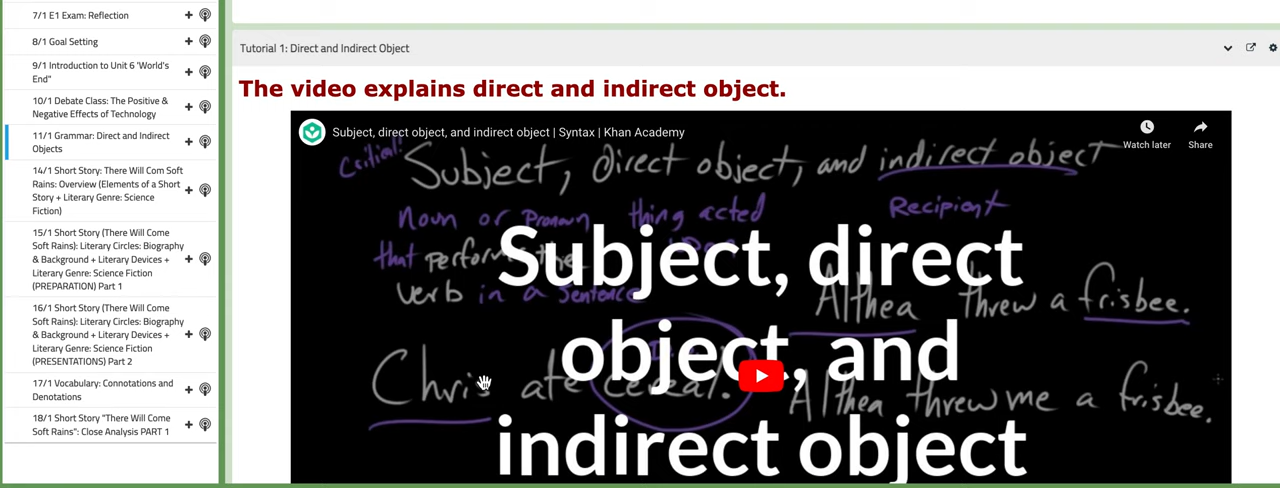 7/1 E1 Exam: Reflection
8/1 Goal Setting
9/1 Introduction to Unit 6 'World's
End"
10/1 Debate Class: The Positive &
Negative Effects of Technology
11/1 Grammar: Direct and Indirect
Objects
14/1 Short Story: There Will Com Soft
Rains: Overview (Elements of a Short
Story + Literary Genre: Science
Fiction)
15/1 Short Story (There Will Come
Soft Rains): Literary Circles: Biography
& Background + Literary Devices +
Literary Genre: Science Fiction
(PREPARATION) Part 1
16/1 Short Story (There Will Come
Soft Rains): Literary Circles: Biography
& Background + Literary Devices +
Literary Genre: Science Fiction
(PRESENTATIONS) Part 2
17/1 Vocabulary: Connotations and
Denotations
18/1 Short Story "There Will Come
Soft Rains": Close Analysis PART 1
Tutorial 1: Direct and Indirect Object
The video explains direct and indirect object.
Subject, direct object, and indirect object | Syntax | Khan Academy
Watch later
Share
Critical!
Subject, direct object, and indirect object
noun or pronoun
thing acted
Recipient
that performs the
verb in a sentence
Subject, direct
object, and
indirect object
Althea threw a frisbee.
Chris ate cereal.
Althea threw me a frisbee.